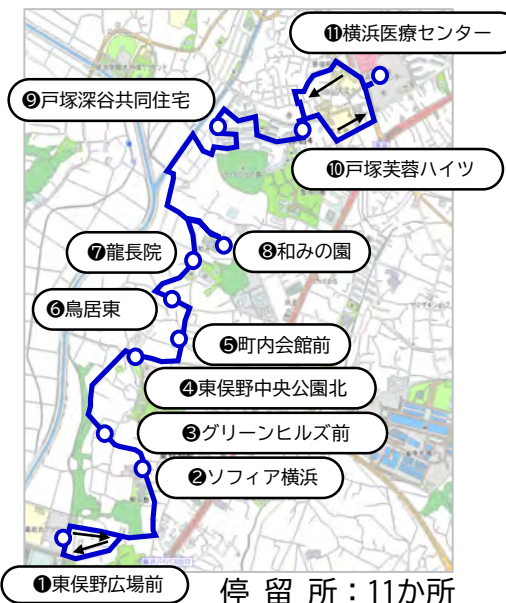 ⓫横浜医療センター
❾戸塚深谷共同住宅
❿戸塚芙蓉ハイツ
❼龍長院
❽和みの園
❻鳥居東
❺町内会館前
❹東俣野中央公園北
❸グリーンヒルズ前
❷ソフィア横浜
❶東俣野広場前
停留所：11か所